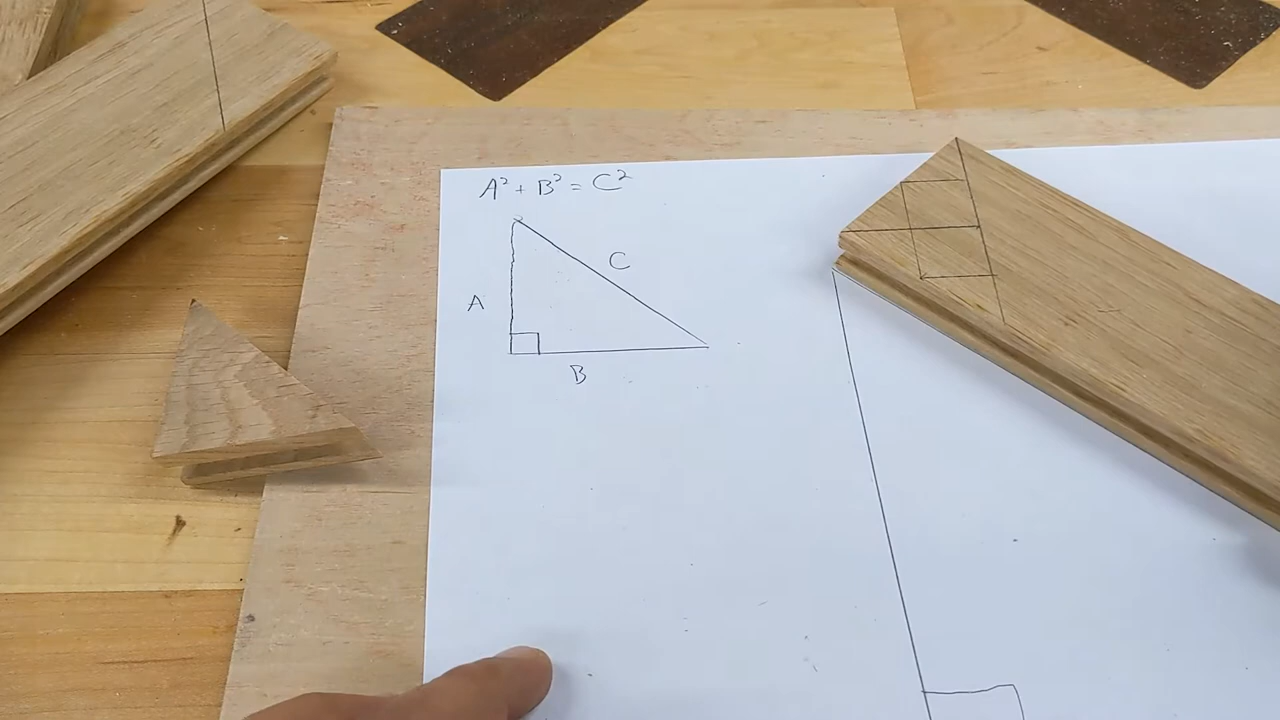 A² + B² = C²
C
A
B